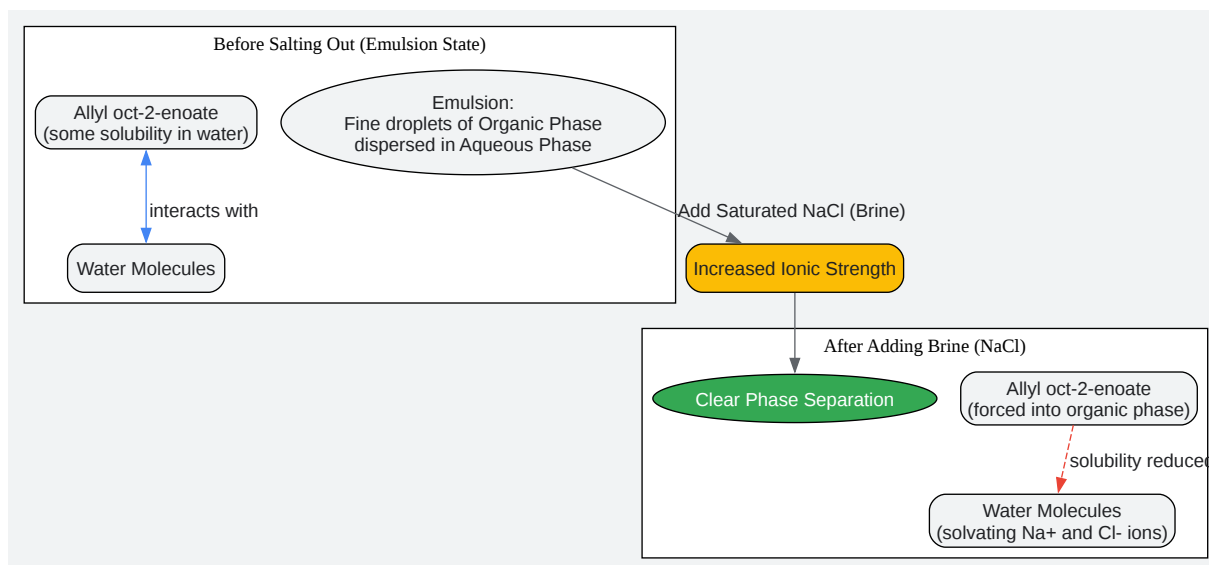 Before Salting Out (Emulsion State)
Allyl oct-2-enoate
(some solubility in water)
Emulsion:
Fine droplets of Organic Phase
dispersed in Aqueous Phase
interacts with
Water Molecules
Add Saturated NaCl (Brine)
Increased Ionic Strength
After Adding Brine (NaCl)
Clear Phase Separation
Allyl oct-2-enoate
(forced into organic phase)
solubility reduced
Water Molecules
(solvating Na+ and Cl- ions)